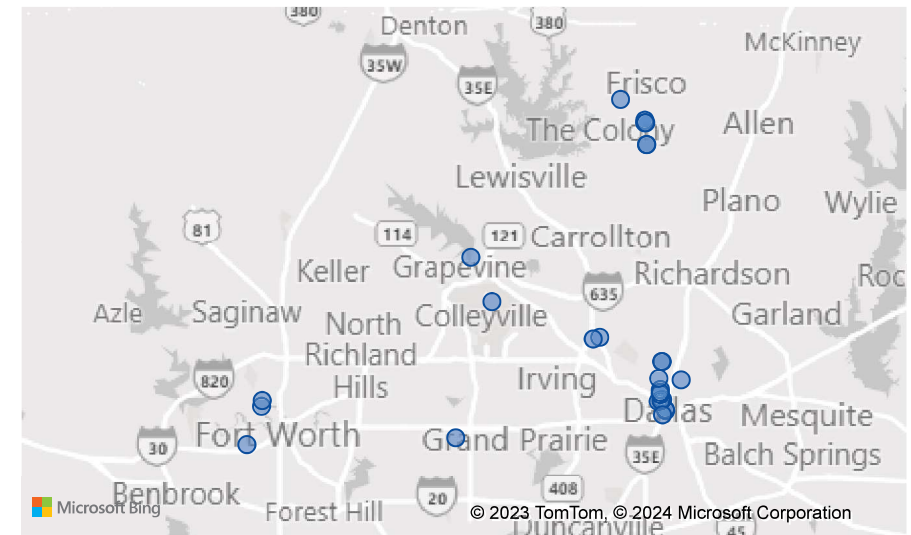 380
Denton
380
McKinney
35W
35E
Frisco
The Colony
Allen
Lewisville
Plano
Wylie
81
114
121
Carrollton
Keller
Grapevine
635
Richardson
Roc
Azle
Saginaw
North
Richland
Hills
Colleyville
Garland
820
Irving
Dallas
Mesquite
30
Fort Worth
Grand Prairie
35E
Balch Springs
Benbrook
20
408
Forest Hill
Microsoft Bing
© 2023 TomTom, © 2024 Microsoft Corporation
Duncanville
45